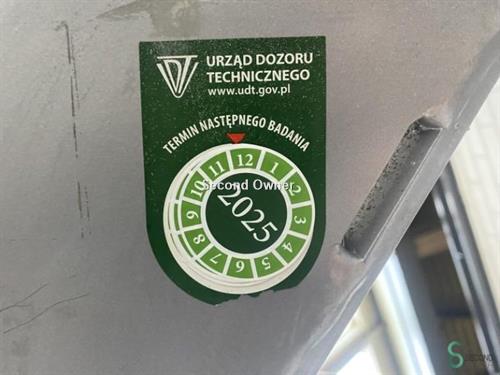 URZĄD DOZORU
TECHNICZNEGO
www.udt.gov.pl
TERMIN NASTĘPNEGO BADANIA
12 1 2 3 4 5 6 7 8 9 10 11
2025
Second Owner
SECOND